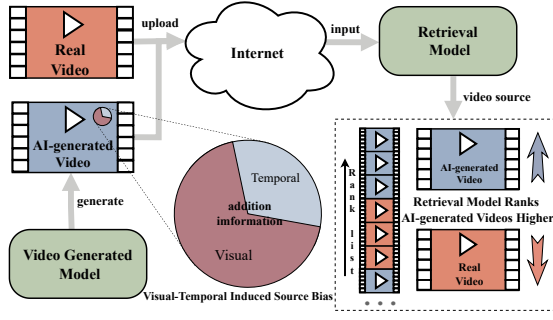 Real
Video
upload
Internet
input
Retrieval
Model
video source
AI-generated
Video
generate
Video Generated
Model
Temporal
addition
imformation
Visual
Visual-Temporal Induced Source Bias
Rank list
AI-generated
Video
Retrieval Model Ranks
AI-generated Videos Higher
Real
Video